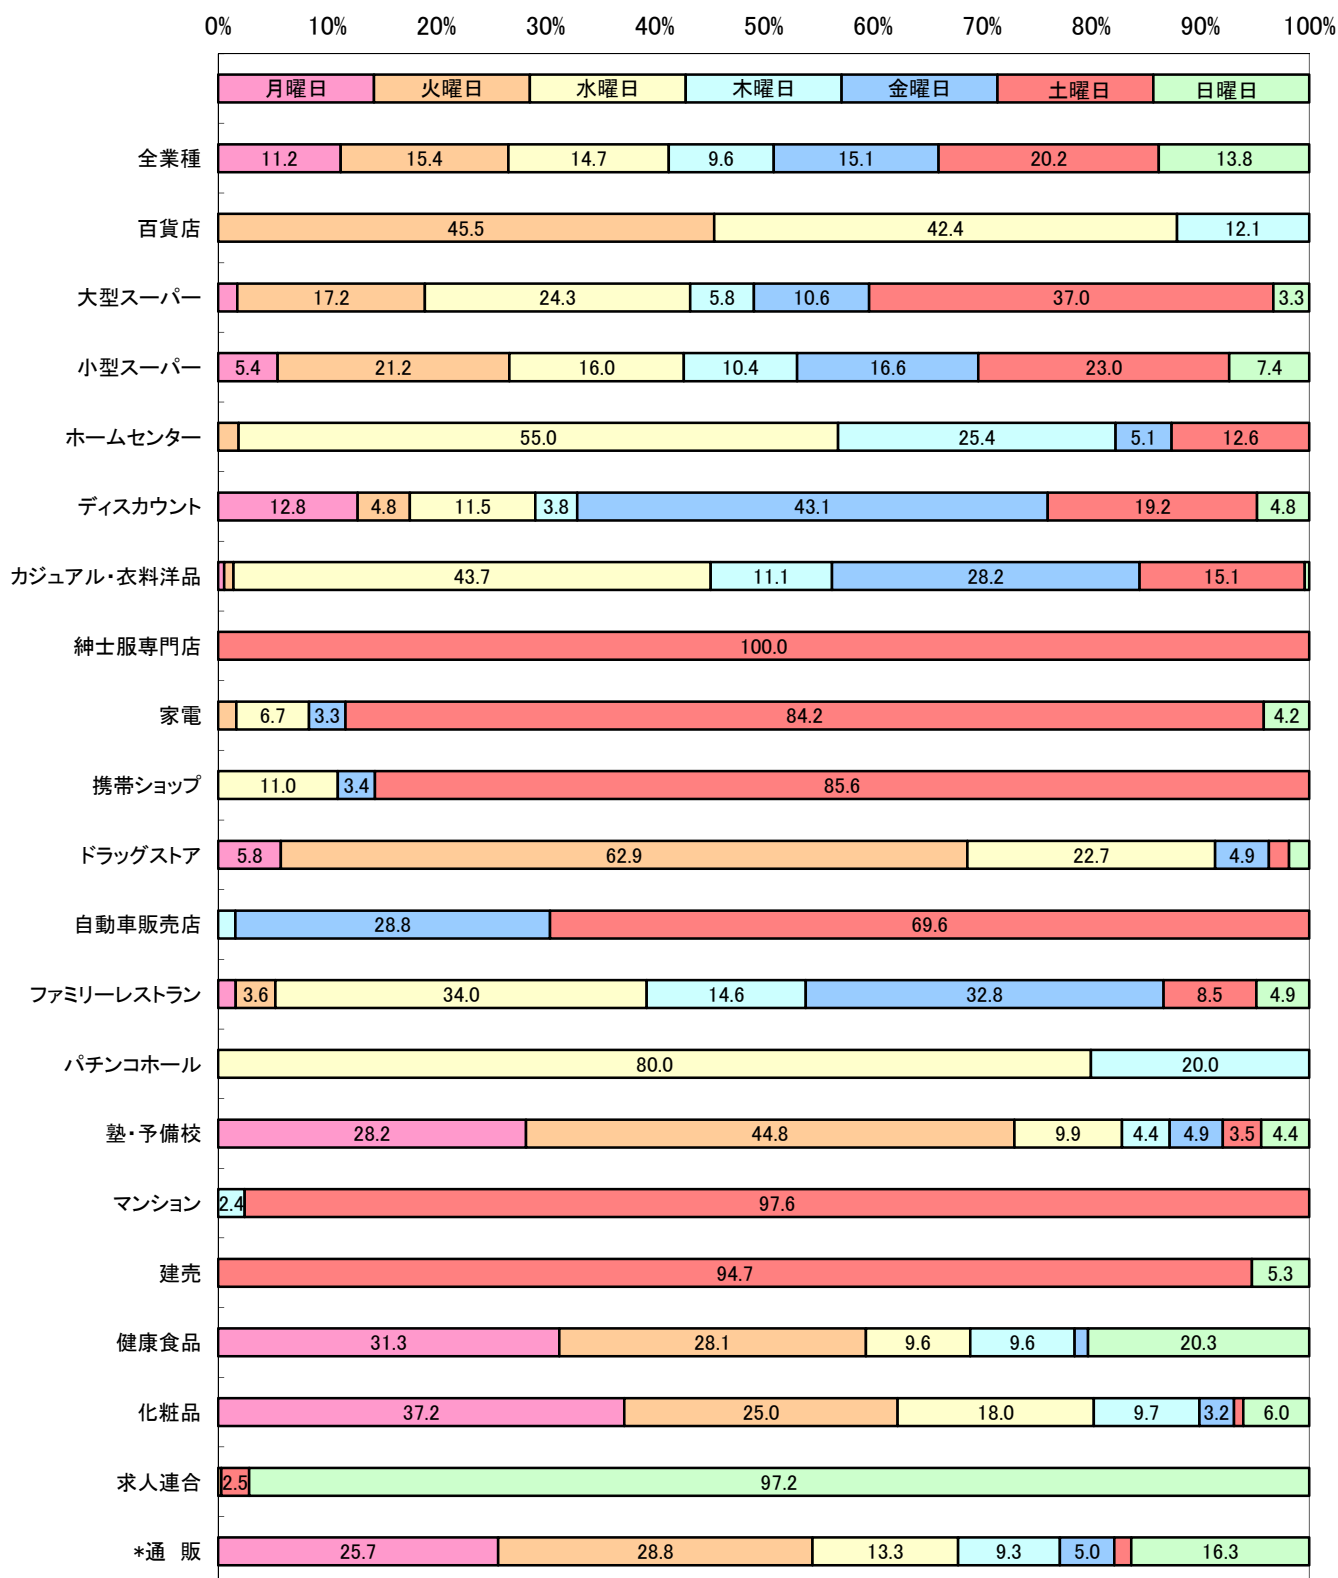 0% 10% 20% 30% 40% 50% 60% 70% 80% 90% 100%
月曜日 火曜日 水曜日 木曜日 金曜日 土曜日 日曜日
全業種 11.2 15.4 14.7 9.6 15.1 20.2 13.8
百貨店 45.5 42.4 12.1
大型スーパー 17.2 24.3 5.8 10.6 37.0 3.3
小型スーパー 5.4 21.2 16.0 10.4 16.6 23.0 7.4
ホームセンター 55.0 25.4 5.1 12.6
ディスカウント 12.8 4.8 11.5 3.8 43.1 19.2 4.8
カジュアル・衣料洋品 43.7 11.1 28.2 15.1
紳士服専門店 100.0
家電 6.7 3.3 84.2 4.2
携帯ショップ 11.0 3.4 85.6
ドラッグストア 5.8 62.9 22.7 4.9
自動車販売店 28.8 69.6
ファミリーレストラン 3.6 34.0 14.6 32.8 8.5 4.9
パチンコホール 80.0 20.0
塾・予備校 28.2 44.8 9.9 4.4 4.9 3.5 4.4
マンション 2.4 97.6
建売 94.7 5.3
健康食品 31.3 28.1 9.6 9.6 20.3
化粧品 37.2 25.0 18.0 9.7 3.2 6.0
求人連合 2.5 97.2
*通 販 25.7 28.8 13.3 9.3 5.0 16.3